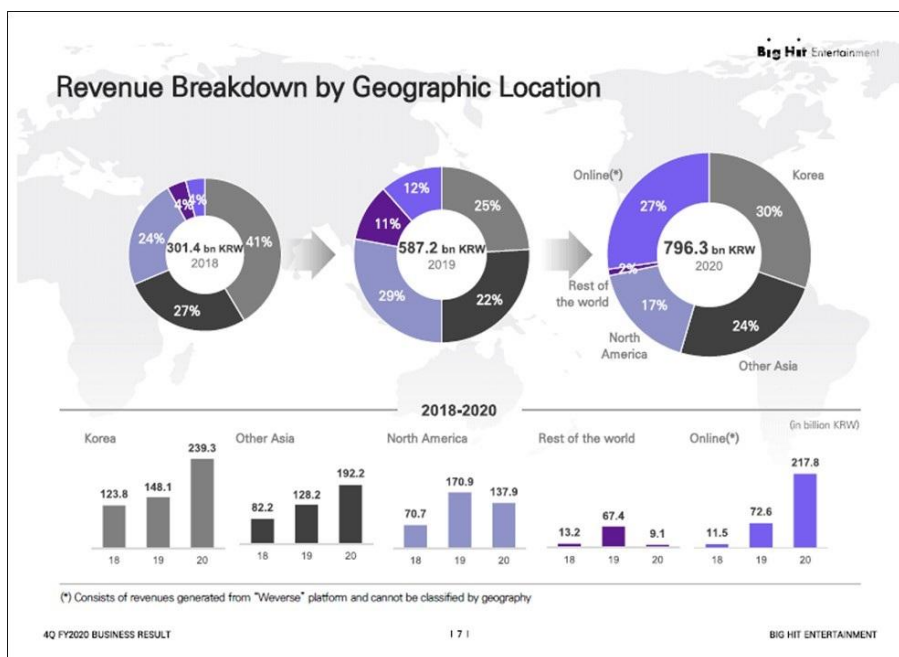 Big Hit Entertainment
Revenue Breakdown by Geographic Location
4%
4%
24%
41%
27%
301.4 bn KRW
2018
12%
25%
11%
29%
22%
587.2 bn KRW
2019
Online(*)
Korea
27%
30%
796.3 bn KRW
2020
2%
Rest of
the world
17%
24%
North
America
Other Asia
2018-2020
(in billion KRW)
Korea
123.8
148.1
239.3
18
19
20
Other Asia
82.2
128.2
192.2
18
19
20
North America
70.7
170.9
137.9
18
19
20
Rest of the world
13.2
67.4
9.1
18
19
20
Online(*)
11.5
72.6
217.8
18
19
20
(*) Consists of revenues generated from "Weverse" platform and cannot be classified by geography
4Q FY2020 BUSINESS RESULT
I 7 I
BIG HIT ENTERTAINMENT